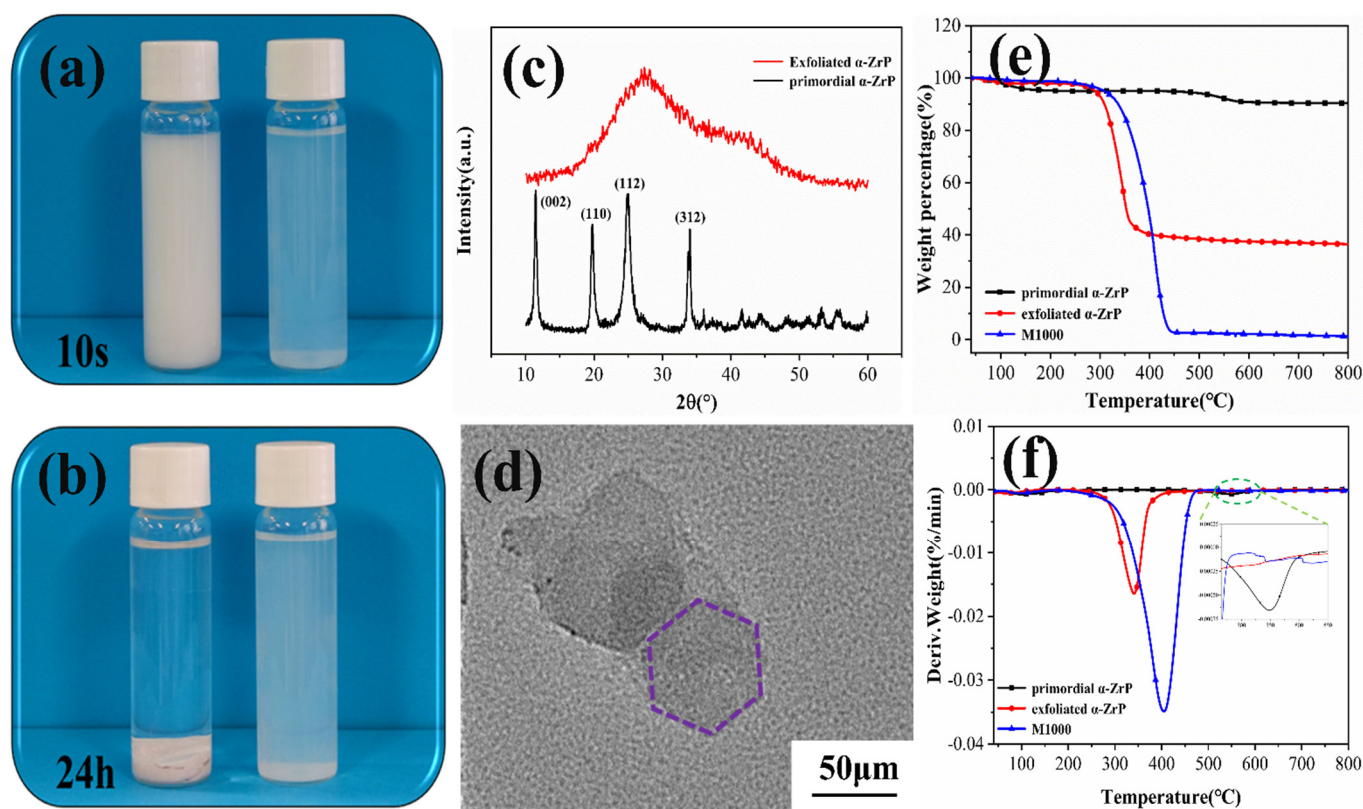 (a)
10s
(b)
24h
(c)
Exfoliated α-ZrP
primordial α-ZrP
(002)
(110)
(112)
(312)
Intensity(a.u.)
10 20 30 40 50 60
2θ(°)
(d)
50μm
(e)
Weight percentage(%)
120
100
80
60
40
20
0
primordial α-ZrP
exfoliated α-ZrP
M1000
100 200 300 400 500 600 700 800
Temperature(°C)
(f)
Deriv.Weight(%/min)
0.01
0.00
-0.01
-0.02
-0.03
-0.04
primordial α-ZrP
exfoliated α-ZrP
M1000
100 200 300 400 500 600 700 800
Temperature(°C)